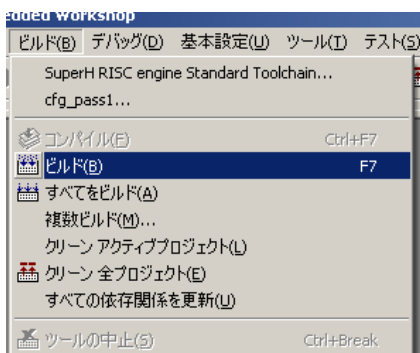 edded Workshop
ビルド(B) デバッグ(D) 基本設定(U) ツール(T) テスト(S)
SuperH RISC engine Standard Toolchain...
cfg_pass1...
コンパイル(F) Ctrl+F7
ビルド(B) F7
すべてをビルド(A)
複数ビルド(M)...
クリーン アクティブプロジェクト(L)
クリーン 全プロジェクト(E)
すべての依存関係を更新(U)
ツールの中止(S) Ctrl+Break